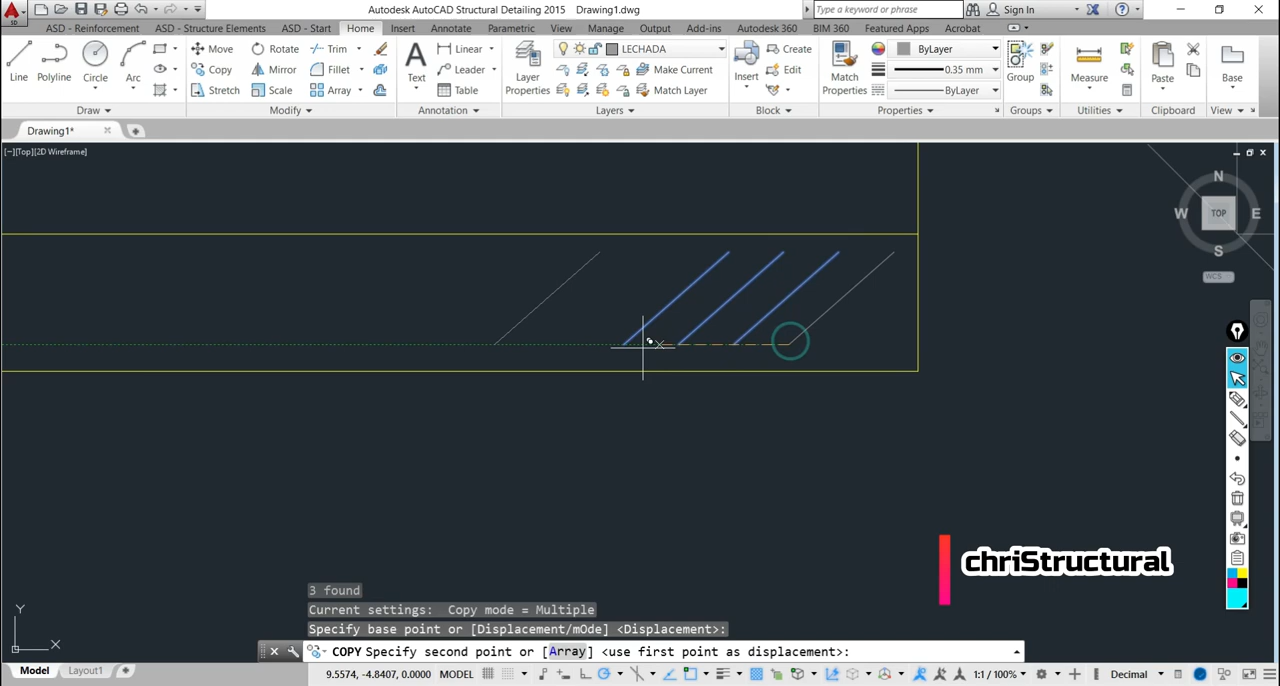 Autodesk AutoCAD Structural Detailing 2015 Drawing1.dwg
Type a keyword or phrase
Sign In
SD
ASD - Reinforcement ASD - Structure Elements ASD - Start Home Insert Annotate Parametric View Manage Output Add-ins Autodesk 360 BIM 360 Featured Apps Acrobat
Line Polyline Circle Arc
Move Rotate Trim
Copy Mirror Fillet
Stretch Scale Array
Text
Linear
Leader
Table
Layer Properties
LECHADA
Make Current
Match Layer
Insert
Create
Edit
Match Properties
ByLayer
0.35 mm
ByLayer
Group
Measure
Paste
Base
Draw Modify Annotation Layers Block Properties Groups Utilities Clipboard View
Drawing1*
[−][Top][2D Wireframe]
N
W TOP E
S
WCS
chriStructural
3 found
Current settings: Copy mode = Multiple
Specify base point or [Displacement/mOde] <Displacement>:
COPY Specify second point or [Array] <use first point as displacement>:
Y
X
Model Layout1
9.5574, -4.8407, 0.0000 MODEL
1:1 / 100%
Decimal